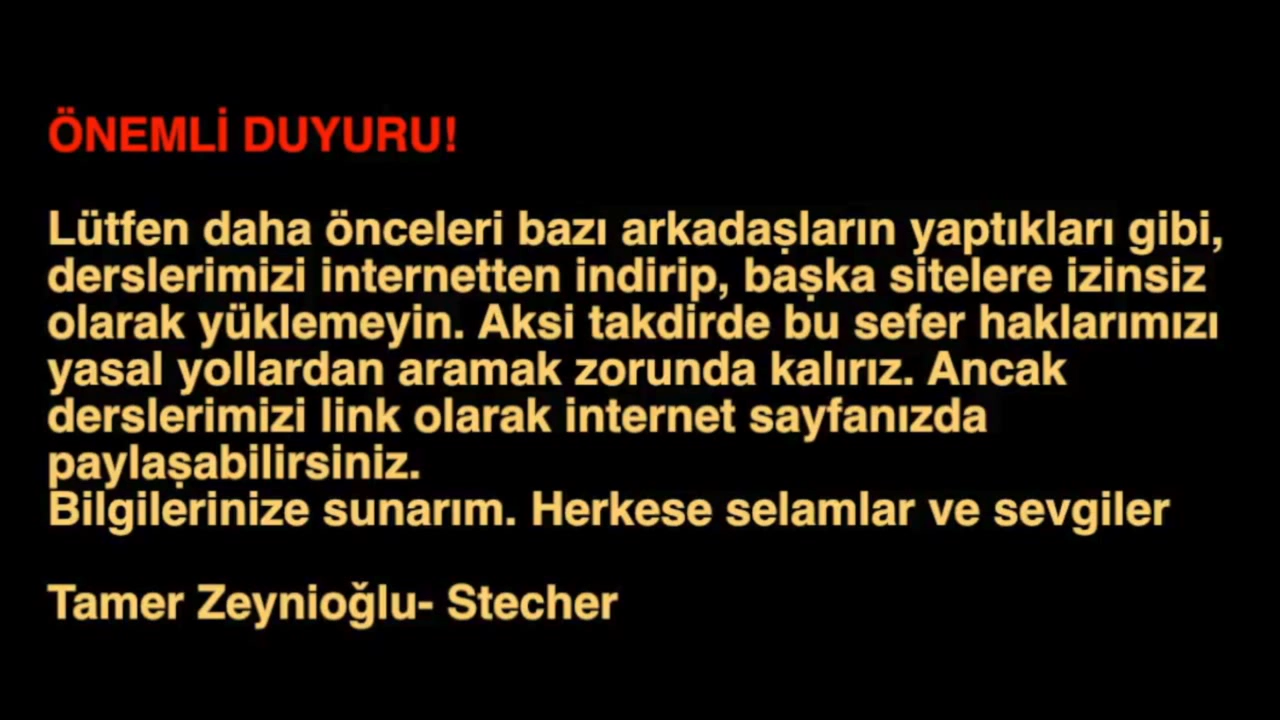 ÖNEMLİ DUYURU!
Lütfen daha önceleri bazı arkadaşların yaptıkları gibi,
derslerimizi internetten indirip, başka sitelere izinsiz
olarak yüklemeyin. Aksi takdirde bu sefer haklarımızı
yasal yollardan aramak zorunda kalırız. Ancak
derslerimizi link olarak internet sayfanızda
paylaşabilirsiniz.
Bilgilerinize sunarım. Herkese selamlar ve sevgiler
Tamer Zeynioğlu- Stecher